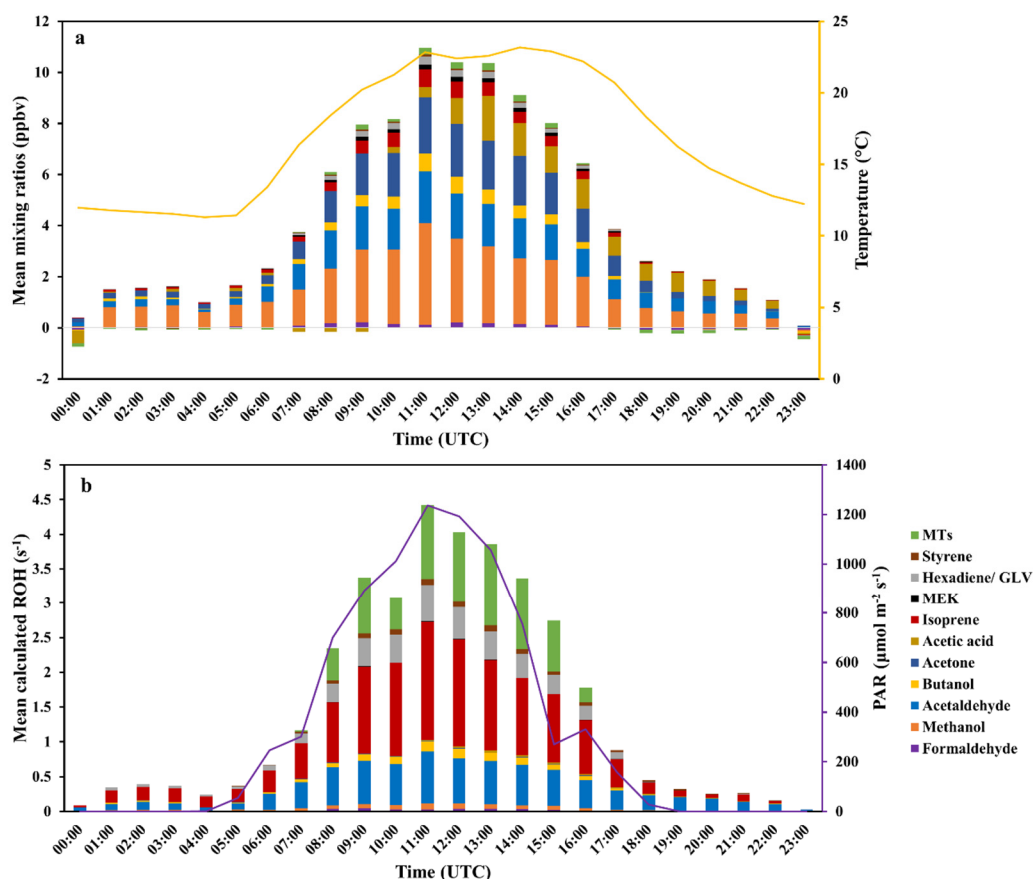 a
Mean mixing ratios (ppbv)
12
10
8
6
4
2
0
-2
Temperature (°C)
25
20
15
10
5
0
00:00 01:00 02:00 03:00 04:00 05:00 06:00 07:00 08:00 09:00 10:00 11:00 12:00 13:00 14:00 15:00 16:00 17:00 18:00 19:00 20:00 21:00 22:00 23:00
Time (UTC)
b
Mean calculated ROH (s⁻¹)
5
4.5
4
3.5
3
2.5
2
1.5
1
0.5
0
PAR (µmol m⁻² s⁻¹)
1400
1200
1000
800
600
400
200
0
00:00 01:00 02:00 03:00 04:00 05:00 06:00 07:00 08:00 09:00 10:00 11:00 12:00 13:00 14:00 15:00 16:00 17:00 18:00 19:00 20:00 21:00 22:00 23:00
Time (UTC)
MTs
Styrene
Hexadiene/ GLV
MEK
Isoprene
Acetic acid
Acetone
Butanol
Acetaldehyde
Methanol
Formaldehyde